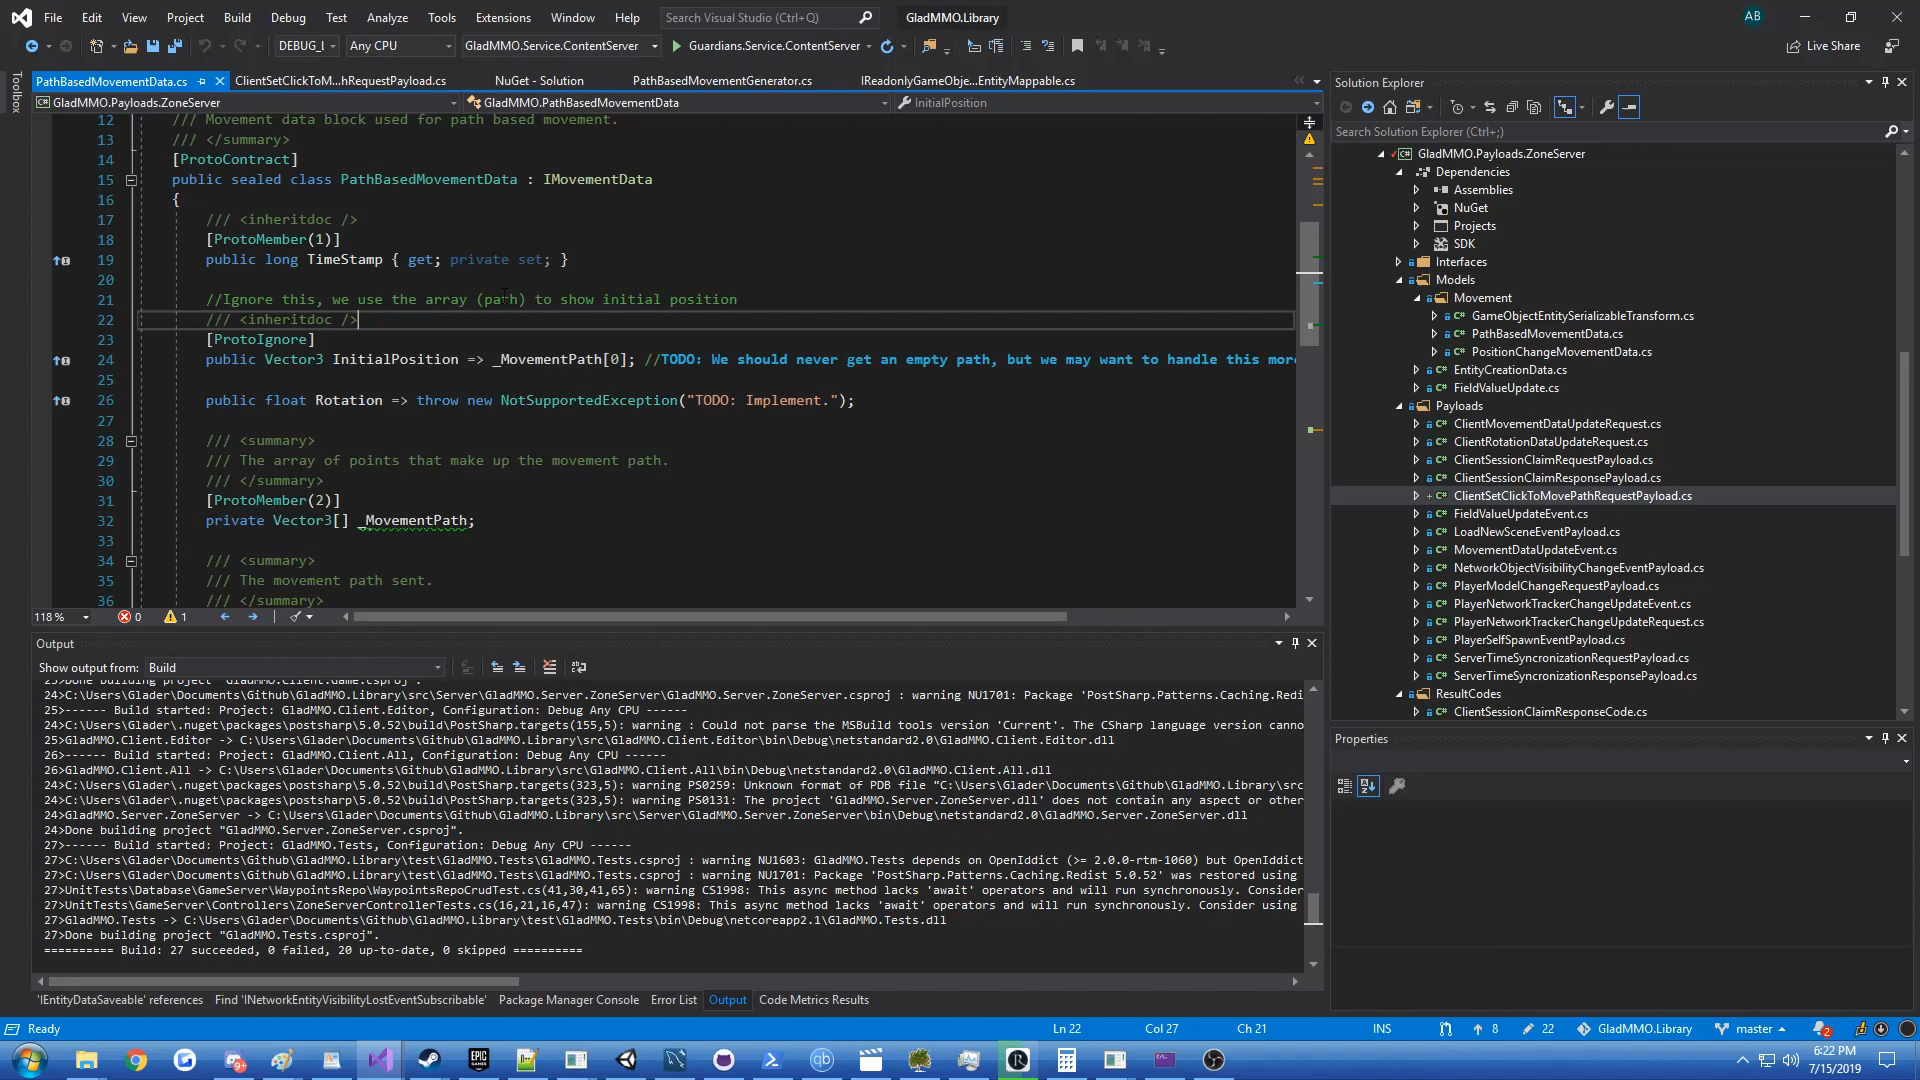 File Edit View Project Build Debug Test Analyze Tools Extensions Window Help Search Visual Studio (Ctrl+Q) GladMMO.Library AB
DEBUG_L Any CPU GladMMO.Service.ContentServer Guardians.Service.ContentServer Live Share
Toolbox
PathBasedMovementData.cs ClientSetClickToM...hRequestPayload.cs NuGet - Solution PathBasedMovementGenerator.cs IReadonlyGameObje...EntityMappable.cs
GladMMO.Payloads.ZoneServer GladMMO.PathBasedMovementData InitialPosition
12 /// Movement data block used for path based movement.
13 /// </summary>
14 [ProtoContract]
15 public sealed class PathBasedMovementData : IMovementData
16 {
17 /// <inheritdoc />
18 [ProtoMember(1)]
19 public long TimeStamp { get; private set; }
20
21 //Ignore this, we use the array (path) to show initial position
22 /// <inheritdoc />
23 [ProtoIgnore]
24 public Vector3 InitialPosition => _MovementPath[0]; //TODO: We should never get an empty path, but we may want to handle this more
25
26 public float Rotation => throw new NotSupportedException("TODO: Implement.");
27
28 /// <summary>
29 /// The array of points that make up the movement path.
30 /// </summary>
31 [ProtoMember(2)]
32 private Vector3[] _MovementPath;
33
34 /// <summary>
35 /// The movement path sent.
36 /// </summary>
118 % 0 1
Output
Show output from: Build
23>Done building project "GladMMO.Client.Game.csproj".
24>C:\Users\Glader\Documents\Github\GladMMO.Library\src\Server\GladMMO.Server.ZoneServer\GladMMO.Server.ZoneServer.csproj : warning NU1701: Package 'PostSharp.Patterns.Caching.Redi
25>------ Build started: Project: GladMMO.Client.Editor, Configuration: Debug Any CPU ------
24>C:\Users\Glader\.nuget\packages\postsharp\5.0.52\build\PostSharp.targets(155,5): warning : Could not parse the MSBuild tools version 'Current'. The CSharp language version canno
25>GladMMO.Client.Editor -> C:\Users\Glader\Documents\Github\GladMMO.Library\src\GladMMO.Client.Editor\bin\Debug\netstandard2.0\GladMMO.Client.Editor.dll
26>------ Build started: Project: GladMMO.Client.All, Configuration: Debug Any CPU ------
26>GladMMO.Client.All -> C:\Users\Glader\Documents\Github\GladMMO.Library\src\GladMMO.Client.All\bin\Debug\netstandard2.0\GladMMO.Client.All.dll
24>C:\Users\Glader\.nuget\packages\postsharp\5.0.52\build\PostSharp.targets(323,5): warning PS0259: Unknown format of PDB file "C:\Users\Glader\Documents\Github\GladMMO.Library\src
24>C:\Users\Glader\.nuget\packages\postsharp\5.0.52\build\PostSharp.targets(323,5): warning PS0131: The project 'GladMMO.Server.ZoneServer.dll' does not contain any aspect or other
24>GladMMO.Server.ZoneServer -> C:\Users\Glader\Documents\Github\GladMMO.Library\src\Server\GladMMO.Server.ZoneServer\bin\Debug\netstandard2.0\GladMMO.Server.ZoneServer.dll
24>Done building project "GladMMO.Server.ZoneServer.csproj".
27>------ Build started: Project: GladMMO.Tests, Configuration: Debug Any CPU ------
27>C:\Users\Glader\Documents\Github\GladMMO.Library\test\GladMMO.Tests\GladMMO.Tests.csproj : warning NU1603: GladMMO.Tests depends on OpenIddict (>= 2.0.0-rtm-1060) but OpenIddict
27>C:\Users\Glader\Documents\Github\GladMMO.Library\test\GladMMO.Tests\GladMMO.Tests.csproj : warning NU1701: Package 'PostSharp.Patterns.Caching.Redist 5.0.52' was restored using
27>UnitTests\Database\GameServer\WaypointsRepo\WaypointsRepoCrudTest.cs(41,30,41,65): warning CS1998: This async method lacks 'await' operators and will run synchronously. Consider
27>UnitTests\GameServer\Controllers\ZoneServerControllerTests.cs(16,21,16,47): warning CS1998: This async method lacks 'await' operators and will run synchronously. Consider using
27>GladMMO.Tests -> C:\Users\Glader\Documents\Github\GladMMO.Library\test\GladMMO.Tests\bin\Debug\netcoreapp2.1\GladMMO.Tests.dll
27>Done building project "GladMMO.Tests.csproj".
========== Build: 27 succeeded, 0 failed, 20 up-to-date, 0 skipped ==========
'IEntityDataSaveable' references Find 'INetworkEntityVisibilityLostEventSubscribable' Package Manager Console Error List Output Code Metrics Results
Solution Explorer
Search Solution Explorer (Ctrl+;)
GladMMO.Payloads.ZoneServer
Dependencies
Assemblies
NuGet
Projects
SDK
Interfaces
Models
Movement
GameObjectEntitySerializableTransform.cs
PathBasedMovementData.cs
PositionChangeMovementData.cs
EntityCreationData.cs
FieldValueUpdate.cs
Payloads
ClientMovementDataUpdateRequest.cs
ClientRotationDataUpdateRequest.cs
ClientSessionClaimRequestPayload.cs
ClientSessionClaimResponsePayload.cs
ClientSetClickToMovePathRequestPayload.cs
FieldValueUpdateEvent.cs
LoadNewSceneEventPayload.cs
MovementDataUpdateEvent.cs
NetworkObjectVisibilityChangeEventPayload.cs
PlayerModelChangeRequestPayload.cs
PlayerNetworkTrackerChangeUpdateEvent.cs
PlayerNetworkTrackerChangeUpdateRequest.cs
PlayerSelfSpawnEventPayload.cs
ServerTimeSyncronizationRequestPayload.cs
ServerTimeSyncronizationResponsePayload.cs
ResultCodes
ClientSessionClaimResponseCode.cs
Properties
Ready Ln 22 Col 27 Ch 21 INS 8 22 GladMMO.Library master 2
6:22 PM
7/15/2019